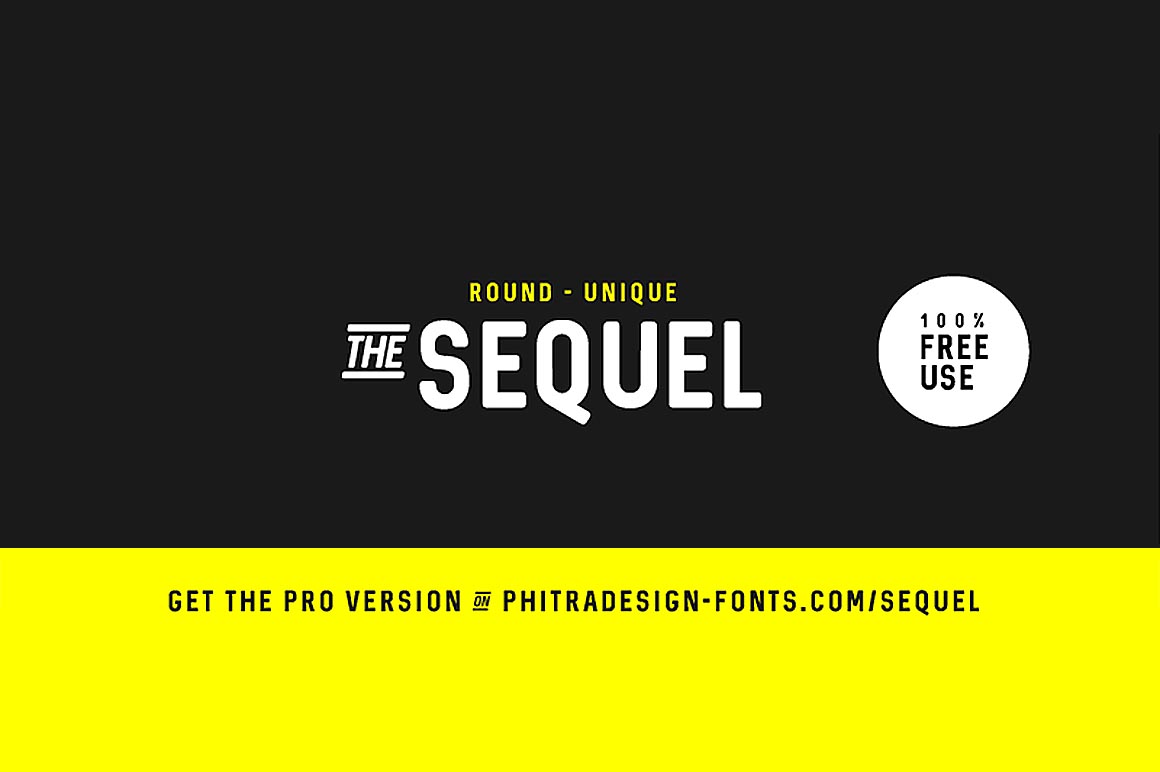 ROUND - UNIQUE
THE SEQUEL
100%
FREE
USE
GET THE PRO VERSION ON PHITRADESIGN-FONTS.COM/SEQUEL